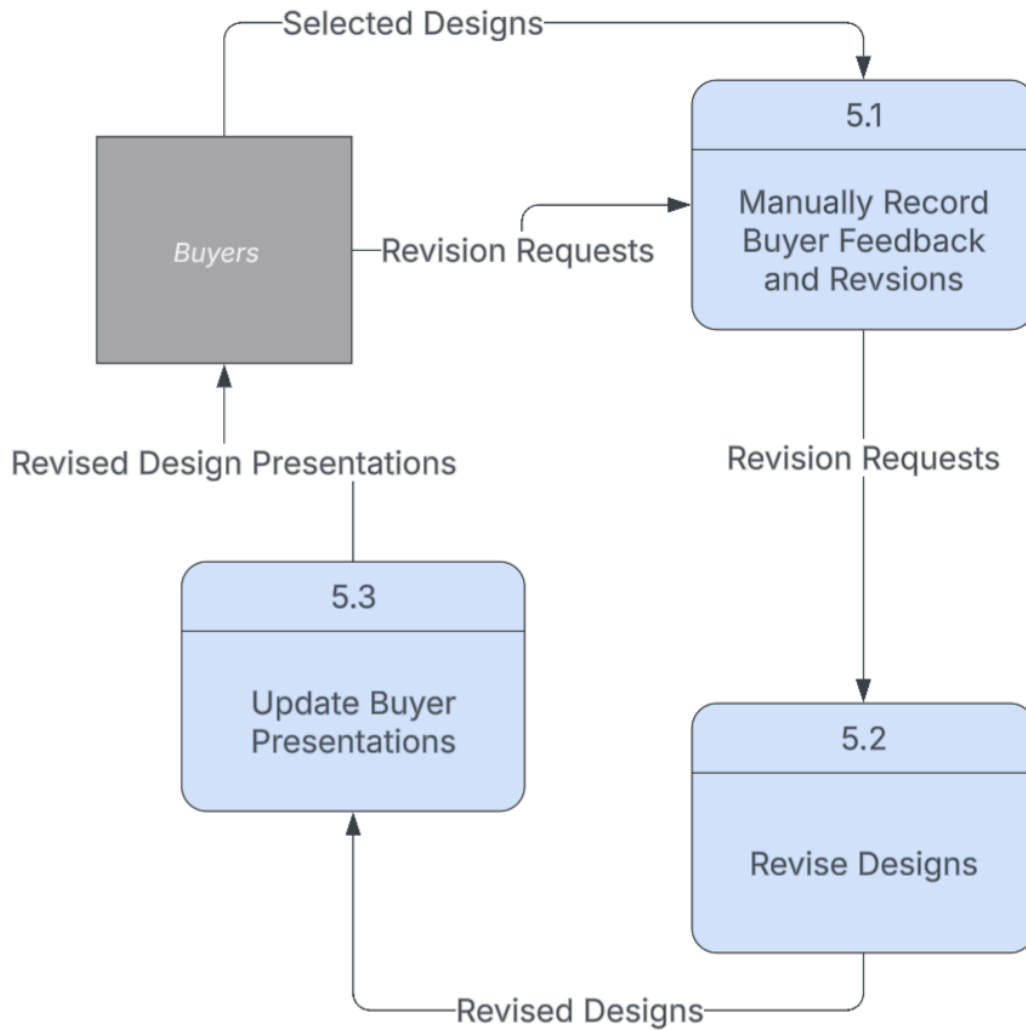 Selected Designs
5.1
Manually Record
Buyer Feedback
and Revsions
Buyers
Revision Requests
Revised Design Presentations
Revision Requests
5.3
Update Buyer
Presentations
5.2
Revise Designs
Revised Designs